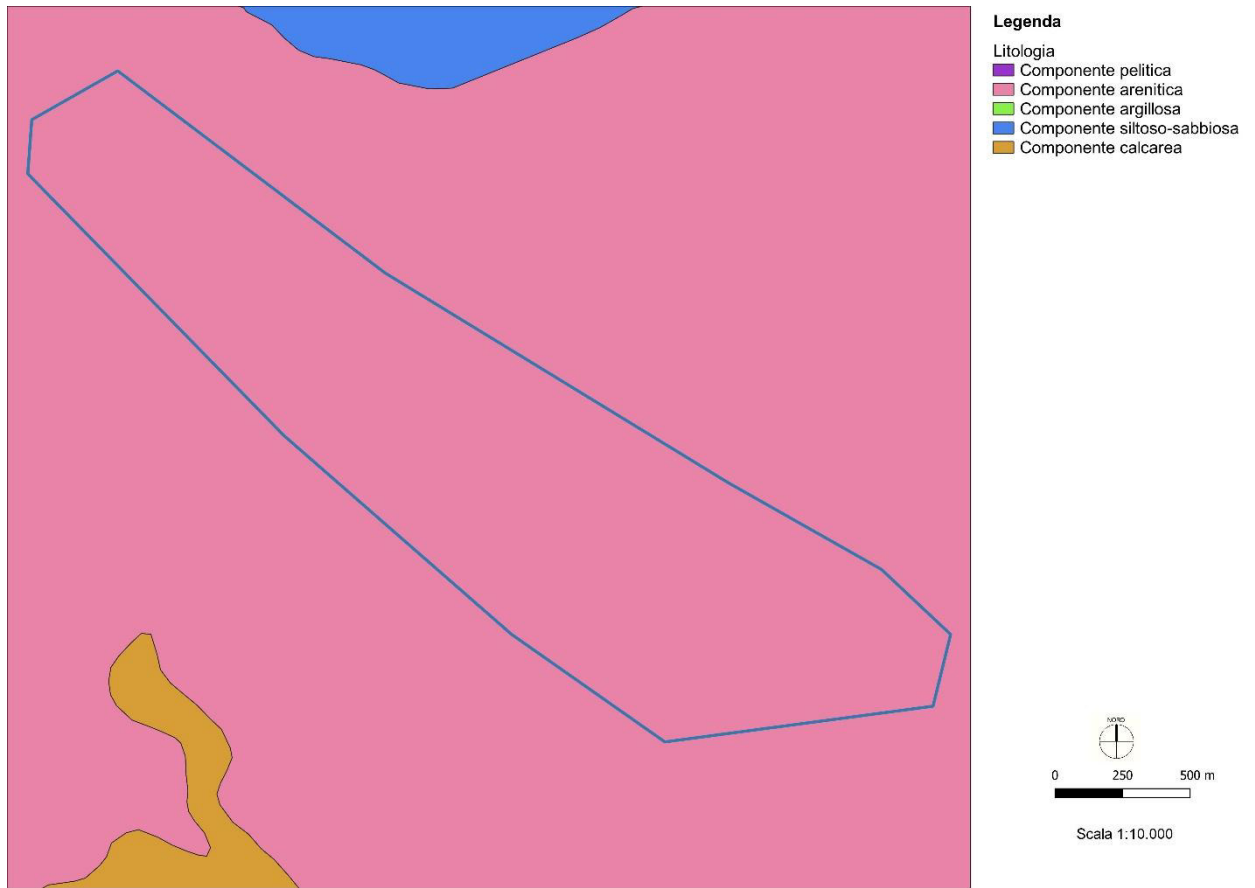 Legenda
Litologia
Componente pelitica
Componente arenitica
Componente argillosa
Componente siltoso-sabbiosa
Componente calcarea
NORD
0 250 500 m
Scala 1:10.000